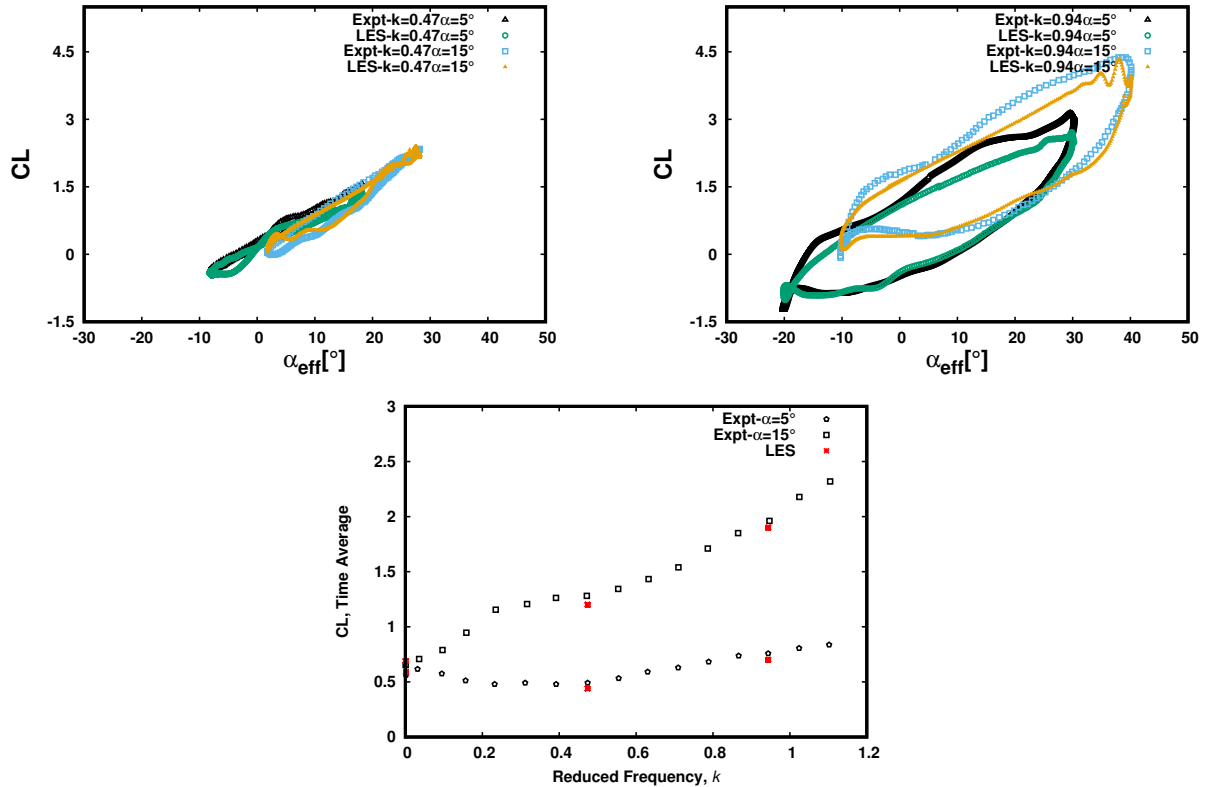 Expt-k=0.47α=5°
LES-k=0.47α=5°
Expt-k=0.47α=15°
LES-k=0.47α=15°
4.5
3
1.5
0
-1.5
CL
-30 -20 -10 0 10 20 30 40 50
αeff[°]
Expt-k=0.94α=5°
LES-k=0.94α=5°
Expt-k=0.94α=15°
LES-k=0.94α=15°
4.5
3
1.5
0
-1.5
CL
-30 -20 -10 0 10 20 30 40 50
αeff[°]
Expt-α=5°
Expt-α=15°
LES
3
2.5
2
1.5
1
0.5
0
CL, Time Average
0 0.2 0.4 0.6 0.8 1 1.2
Reduced Frequency, k